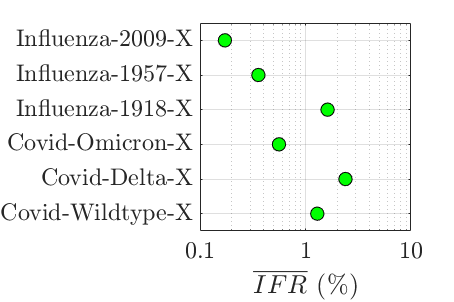 Influenza-2009-X
Influenza-1957-X
Influenza-1918-X
Covid-Omicron-X
Covid-Delta-X
Covid-Wildtype-X
0.1 1 10
IFR (%)